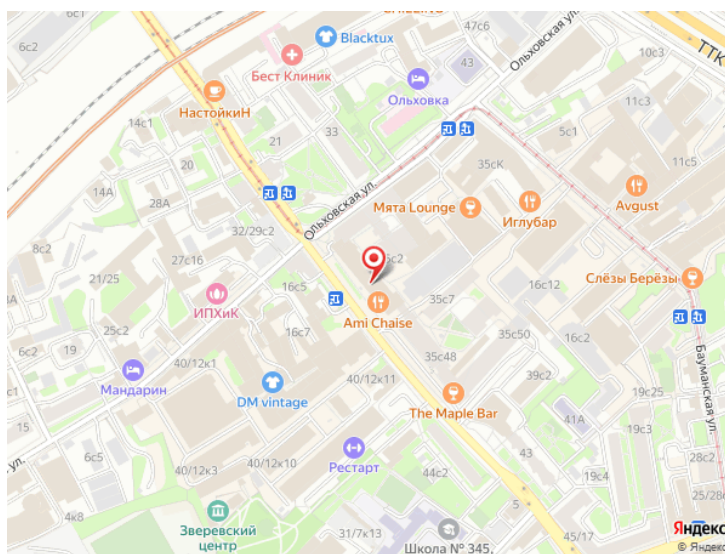 6с1
6с2
Blacktux
47с6
Ольховская ул.
10с3
ТТК
Бест Клиник
43
Ольховка
НастойкиН
11с3
14с1
21
33
5с1
20
35сК
11с5
14А
28А
Ольховская ул.
Мята Lounge
Иглубар
Avgust
8с2
32/29с2
27с16
21/25
16с5
35с7
16с12
Слёзы Берёзы
ИПХиК
Ami Chaise
25с1
16с7
35с50
16с2
6с2
19
40/12к1
35с48
Бауманская ул.
Мандарин
DM vintage
40/12к11
39с2
The Maple Bar
19с25
15
41А
6с5
Рестарт
43
28с2
ул.
40/12к3
40/12к10
44с2
19с4
4к8
5
25/28
Зверевский
центр
31/7к13
Школа № 345,
45/17
Яндекс
© Яндекс